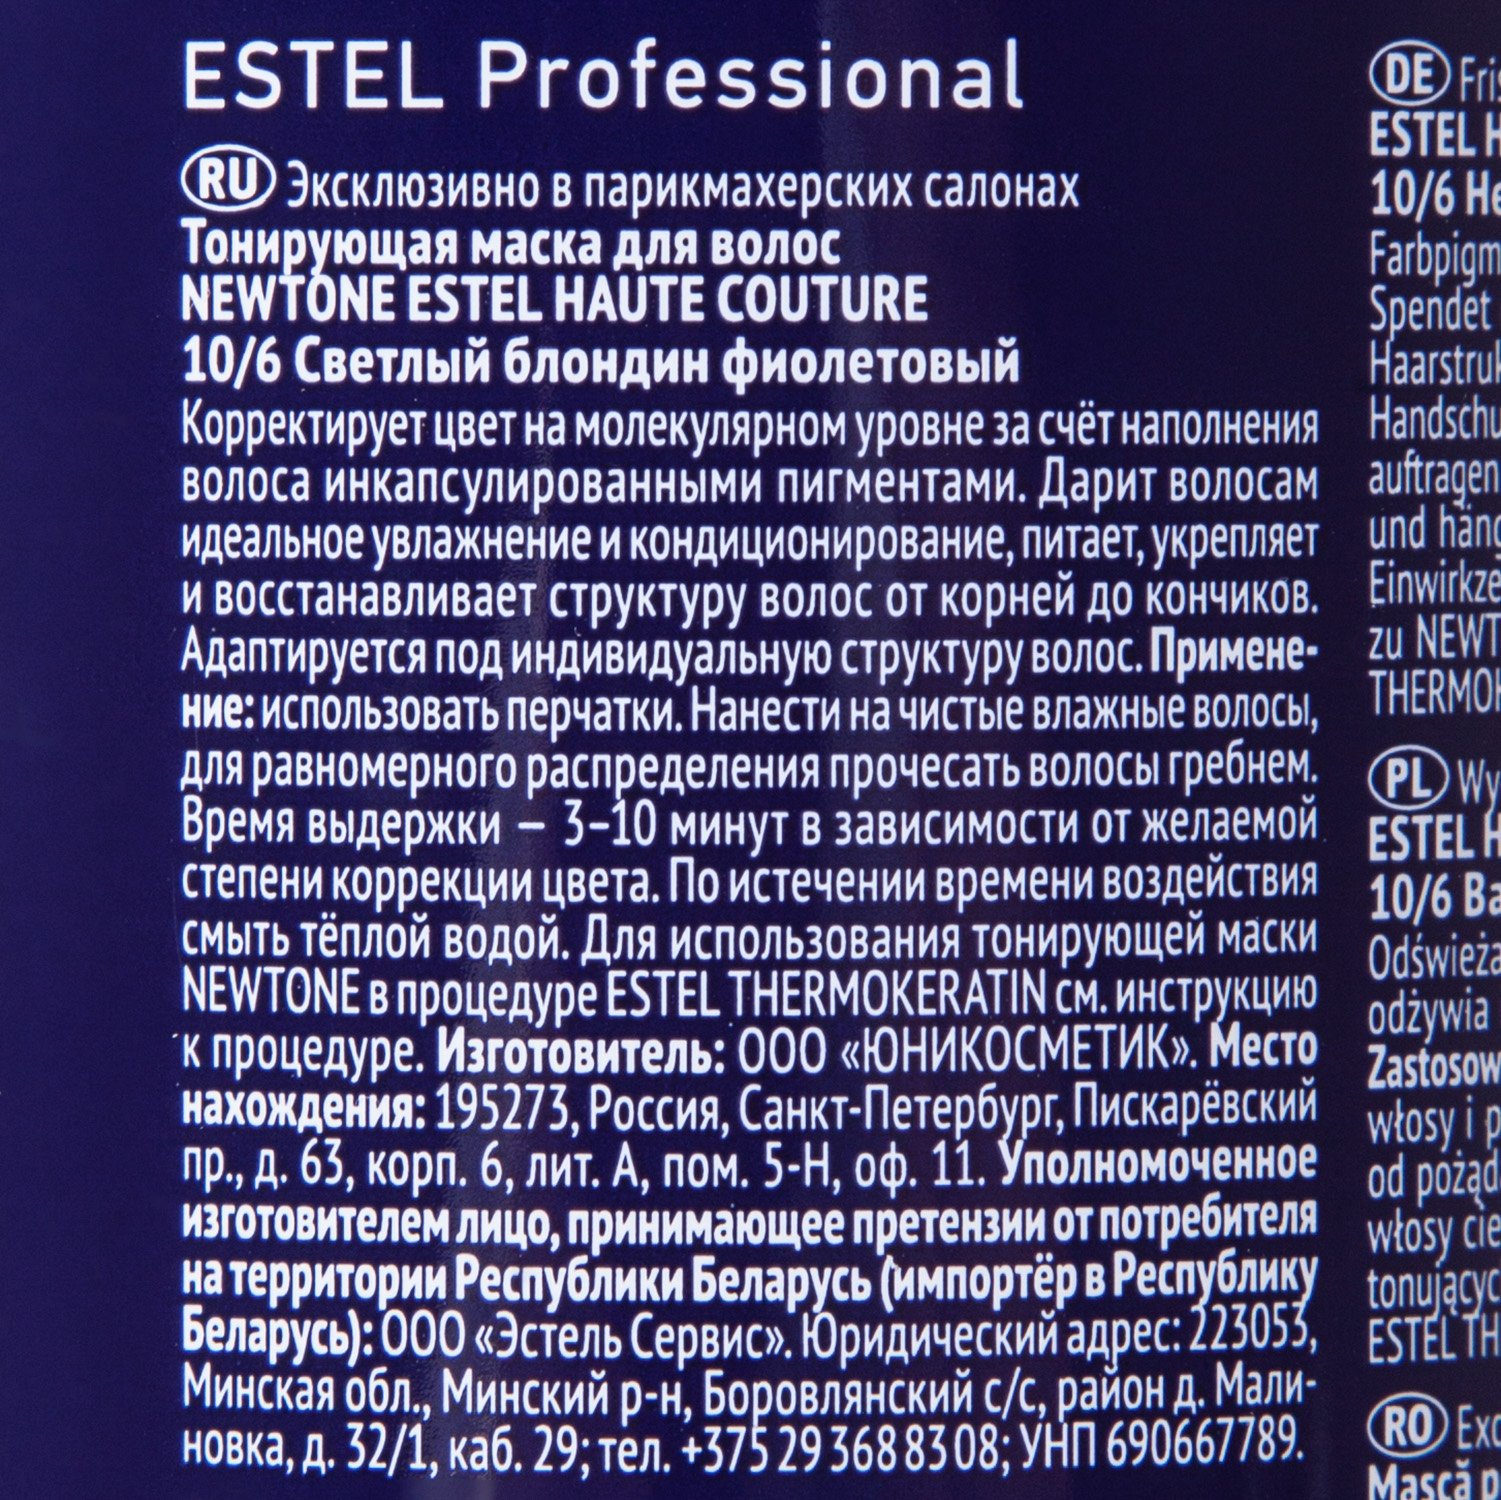 ESTEL Professional
RU Эксклюзивно в парикмахерских салонах
Тонирующая маска для волос
NEWTONE ESTEL HAUTE COUTURE
10/6 Светлый блондин фиолетовый
Корректирует цвет на молекулярном уровне за счёт наполнения
волоса инкапсулированными пигментами. Дарит волосам
идеальное увлажнение и кондиционирование, питает, укрепляет
и восстанавливает структуру волос от корней до кончиков.
Адаптируется под индивидуальную структуру волос. Примене-
ние: использовать перчатки. Нанести на чистые влажные волосы,
для равномерного распределения прочесать волосы гребнем.
Время выдержки – 3–10 минут в зависимости от желаемой
степени коррекции цвета. По истечении времени воздействия
смыть тёплой водой. Для использования тонирующей маски
NEWTONE в процедуре ESTEL THERMOKERATIN см. инструкцию
к процедуре. Изготовитель: ООО «ЮНИКОСМЕТИК». Место
нахождения: 195273, Россия, Санкт-Петербург, Пискарёвский
пр., д. 63, корп. 6, лит. А, пом. 5-Н, оф. 11. Уполномоченное
изготовителем лицо, принимающее претензии от потребителя
на территории Республики Беларусь (импортёр в Республику
Беларусь): ООО «Эстель Сервис». Юридический адрес: 223053,
Минская обл., Минский р-н, Боровлянский с/с, район д. Мали-
новка, д. 32/1, каб. 29; тел. +375 29 368 83 08; УНП 690667789.
DE
ESTEL
10/6
Spendet
auftragen
und
zu
PL
ESTEL
10/6
odżywia
włosy i
od
włosy
ESTEL
RO
Mască